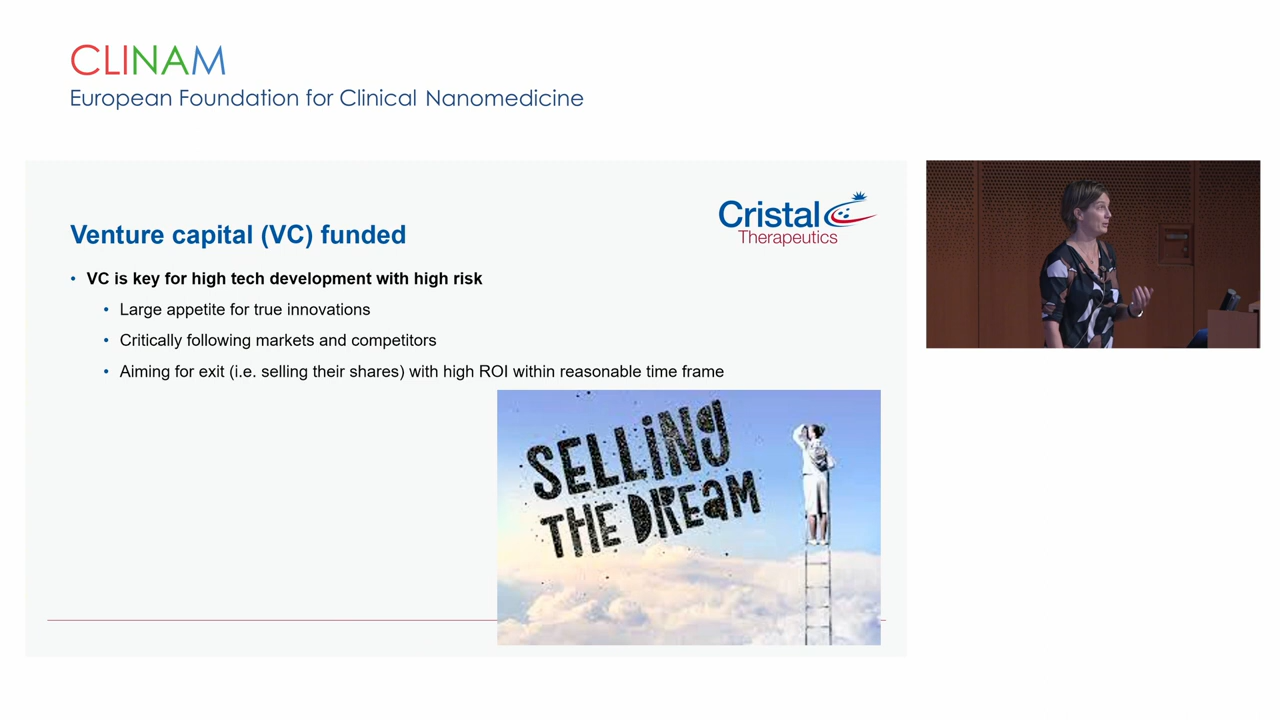 CLINAM
European Foundation for Clinical Nanomedicine
Cristal
Therapeutics
Venture capital (VC) funded
• VC is key for high tech development with high risk
• Large appetite for true innovations
• Critically following markets and competitors
• Aiming for exit (i.e. selling their shares) with high ROI within reasonable time frame
SELLiNg
THE DReaM